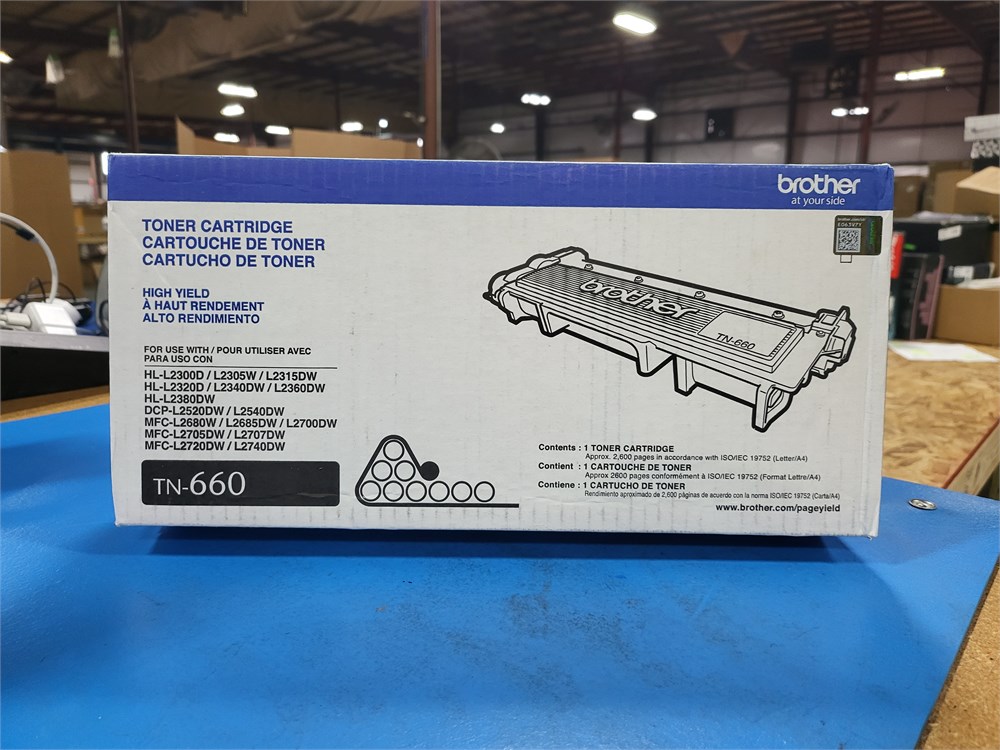 brother
at your side
TONER CARTRIDGE
CARTOUCHE DE TONER
CARTUCHO DE TONER
HIGH YIELD
À HAUT RENDEMENT
ALTO RENDIMIENTO
FOR USE WITH / POUR UTILISER AVEC
PARA USO CON
HL-L2300D / L2305W / L2315DW
HL-L2320D / L2340DW / L2360DW
HL-L2380DW
DCP-L2520DW / L2540DW
MFC-L2680W / L2685DW / L2700DW
MFC-L2705DW / L2707DW
MFC-L2720DW / L2740DW
TN-660
brother
TN-660
Contents : 1 TONER CARTRIDGE
Approx. 2,600 pages in accordance with ISO/IEC 19752 (Letter/A4)
Contient : 1 CARTOUCHE DE TONER
Approx 2600 pages conformément à ISO/IEC 19752 (Format Lettre/A4)
Contiene : 1 CARTUCHO DE TONER
Rendimiento aproximado de 2,600 páginas de acuerdo con la norma ISO/IEC 19752 (Carta/A4)
www.brother.com/pageyield